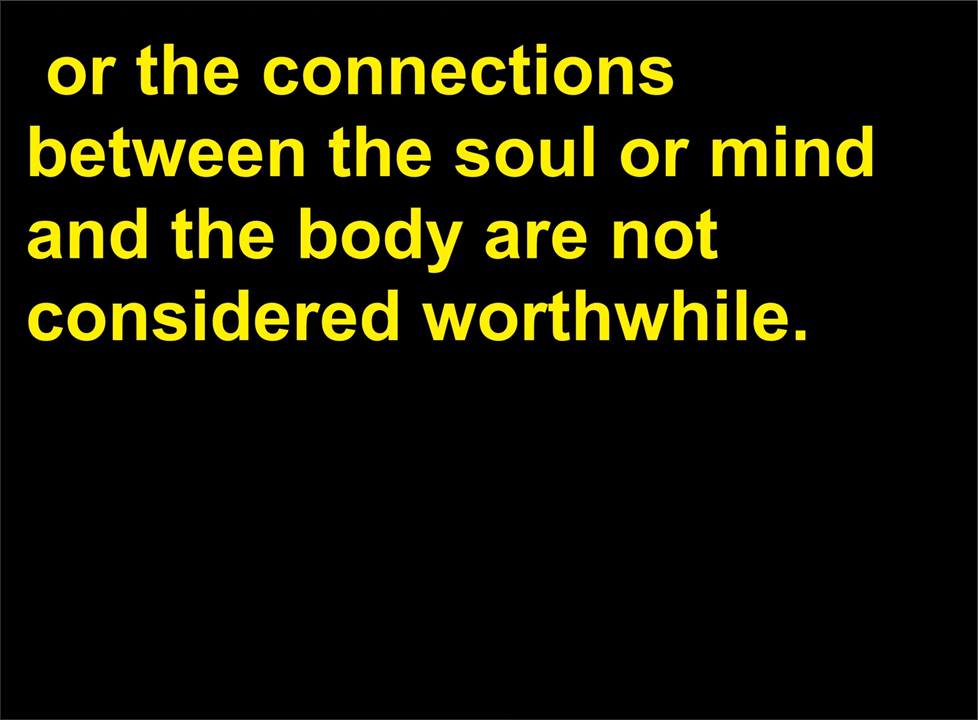 or the connections
between the soul or mind
and the body are not
considered worthwhile.